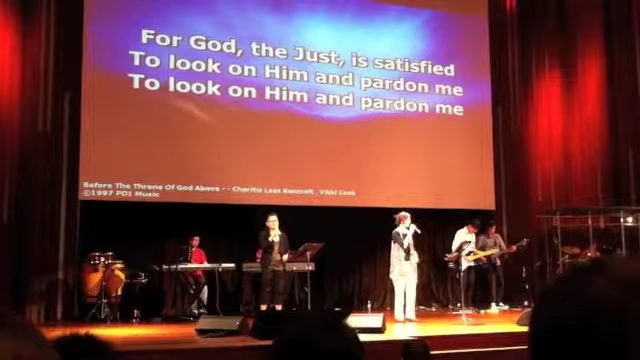 For God, the Just, is satisfied
To look on Him and pardon me
To look on Him and pardon me
Before The Throne Of God Above - - Charitie Lees Bancroft, Vikki Cook
©1997 PDI Music